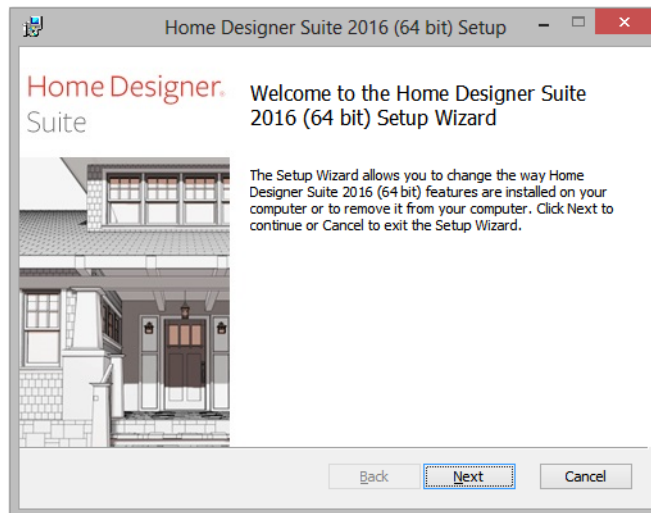 Home Designer Suite 2016 (64 bit) Setup
Home Designer®
Suite
Welcome to the Home Designer Suite
2016 (64 bit) Setup Wizard
The Setup Wizard allows you to change the way Home
Designer Suite 2016 (64 bit) features are installed on your
computer or to remove it from your computer. Click Next to
continue or Cancel to exit the Setup Wizard.
Back
Next
Cancel